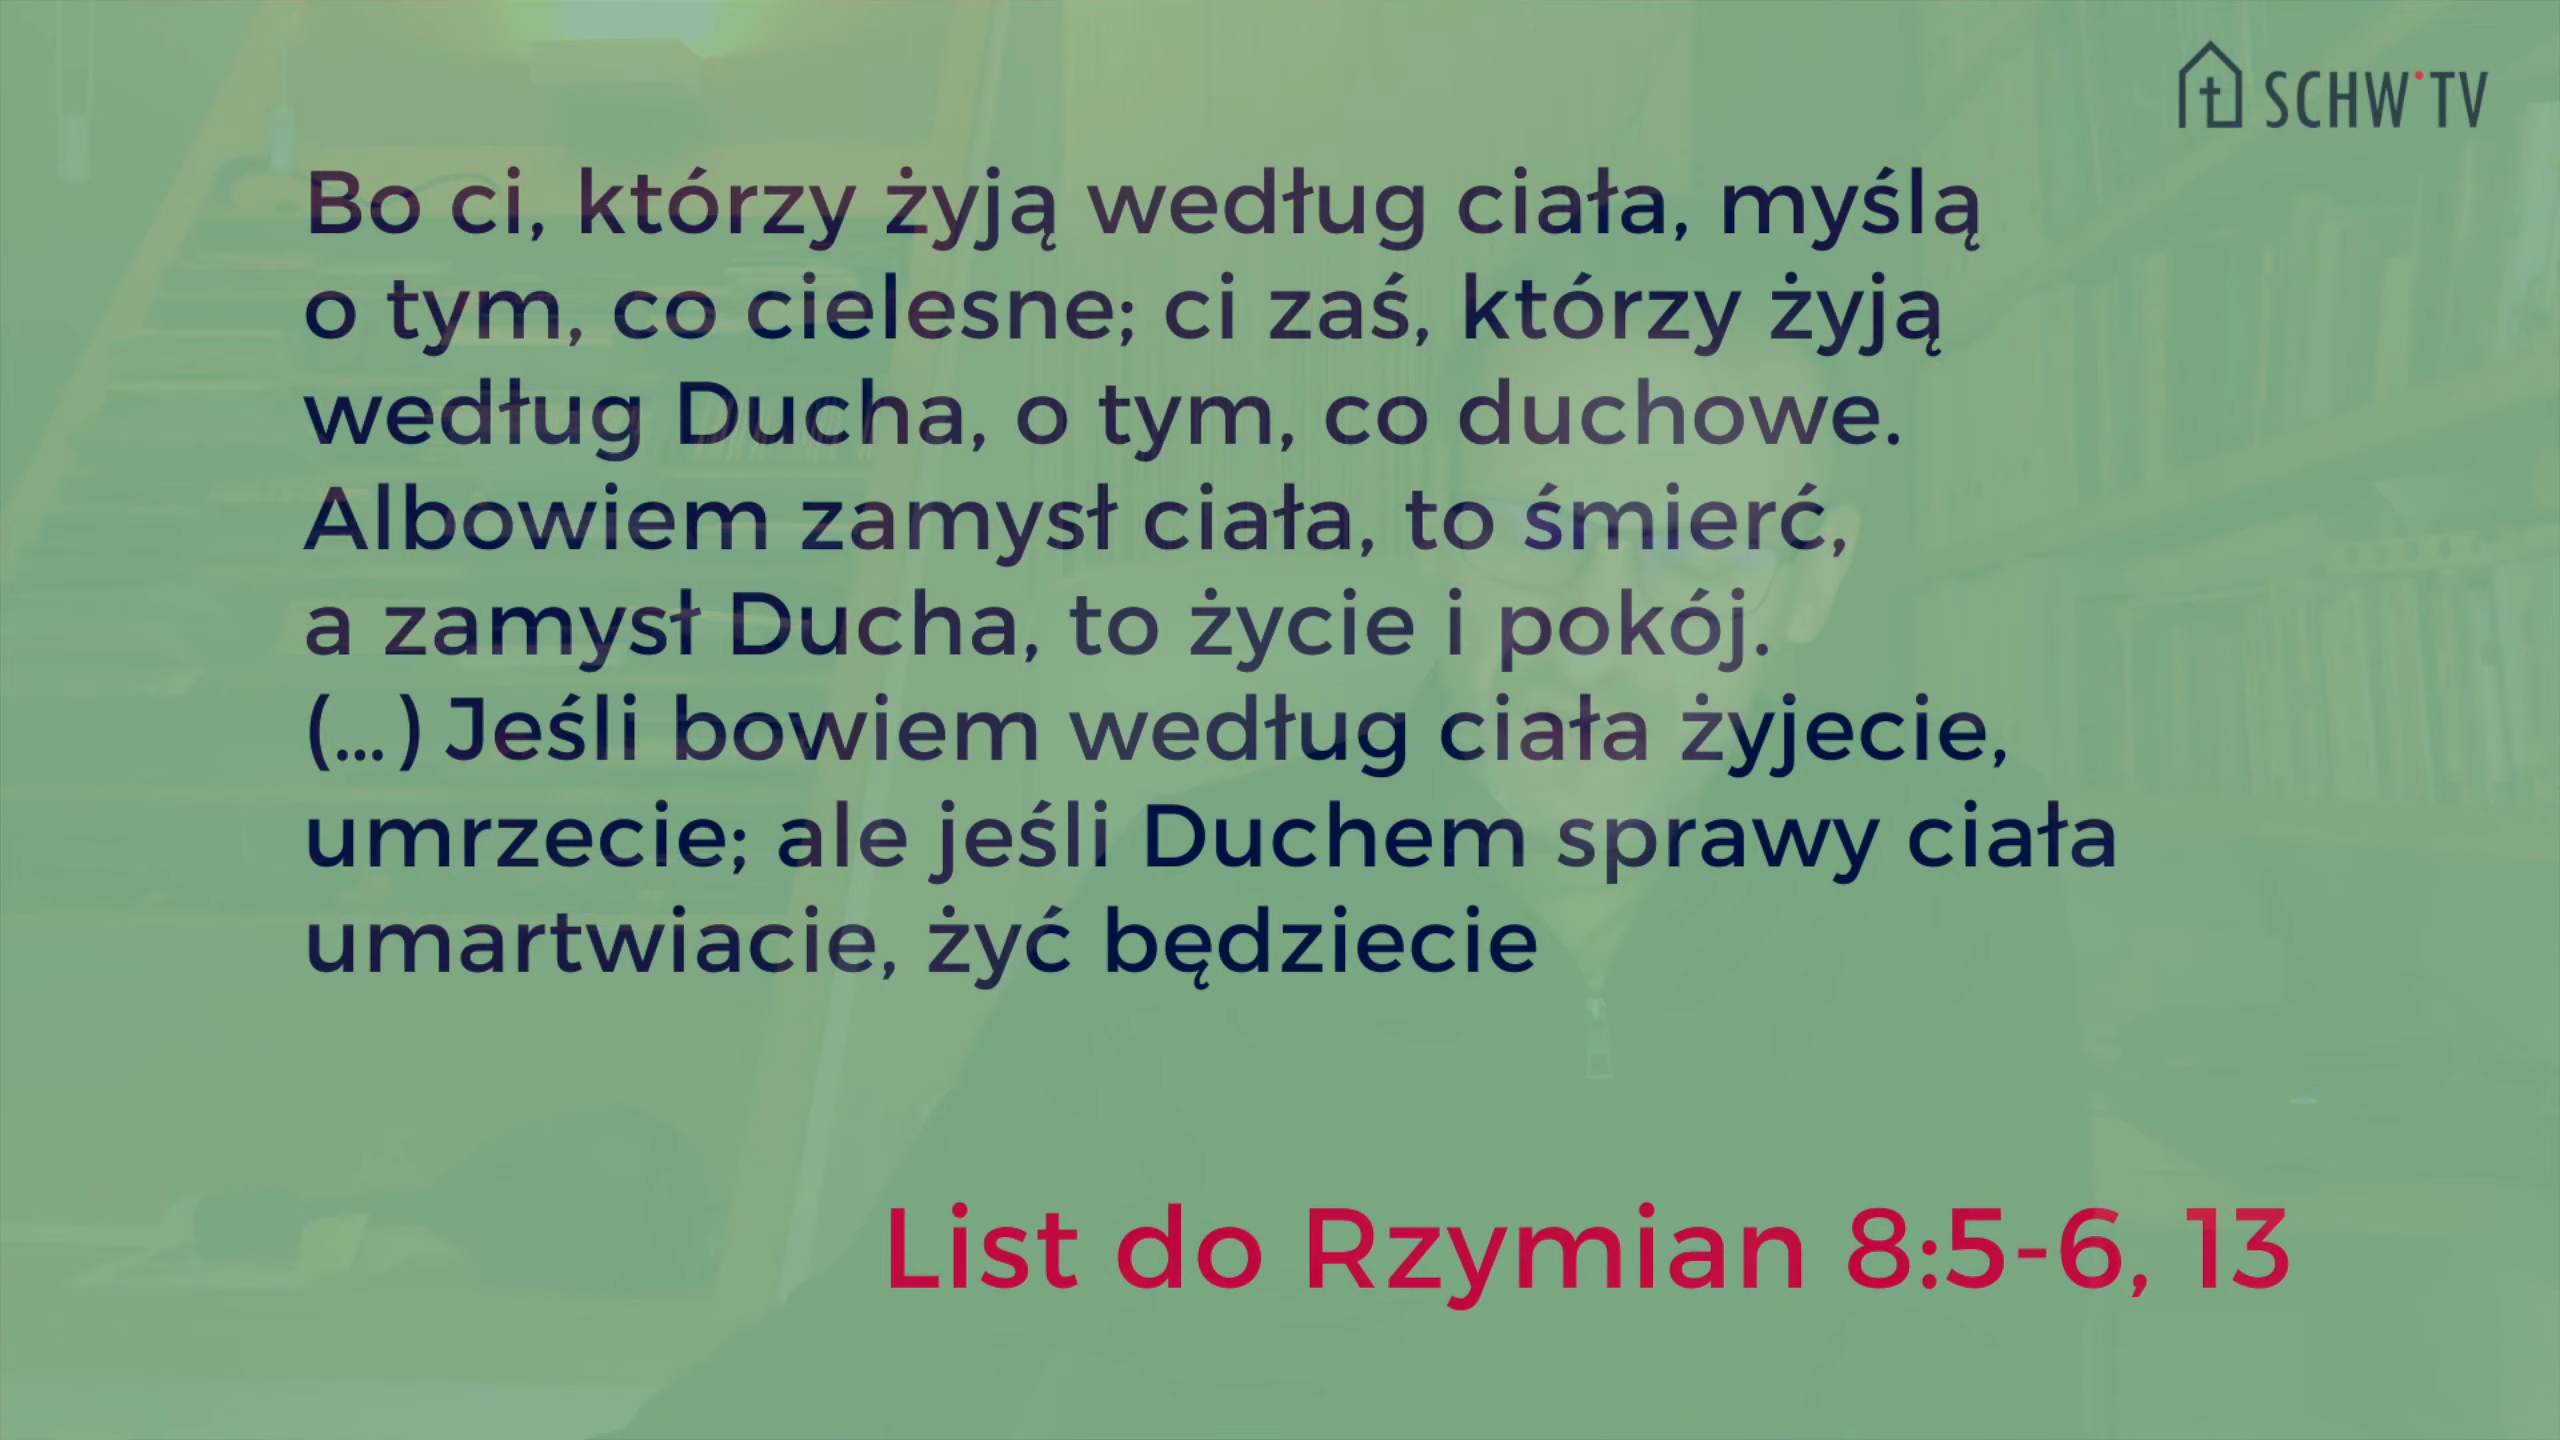 SCHW TV
Bo ci, którzy żyją według ciała, myślą
o tym, co cielesne; ci zaś, którzy żyją
według Ducha, o tym, co duchowe.
Albowiem zamysł ciała, to śmierć,
a zamysł Ducha, to życie i pokój.
(...) Jeśli bowiem według ciała żyjecie,
umrzecie; ale jeśli Duchem sprawy ciała
umartwiacie, żyć będziecie
List do Rzymian 8:5-6, 13